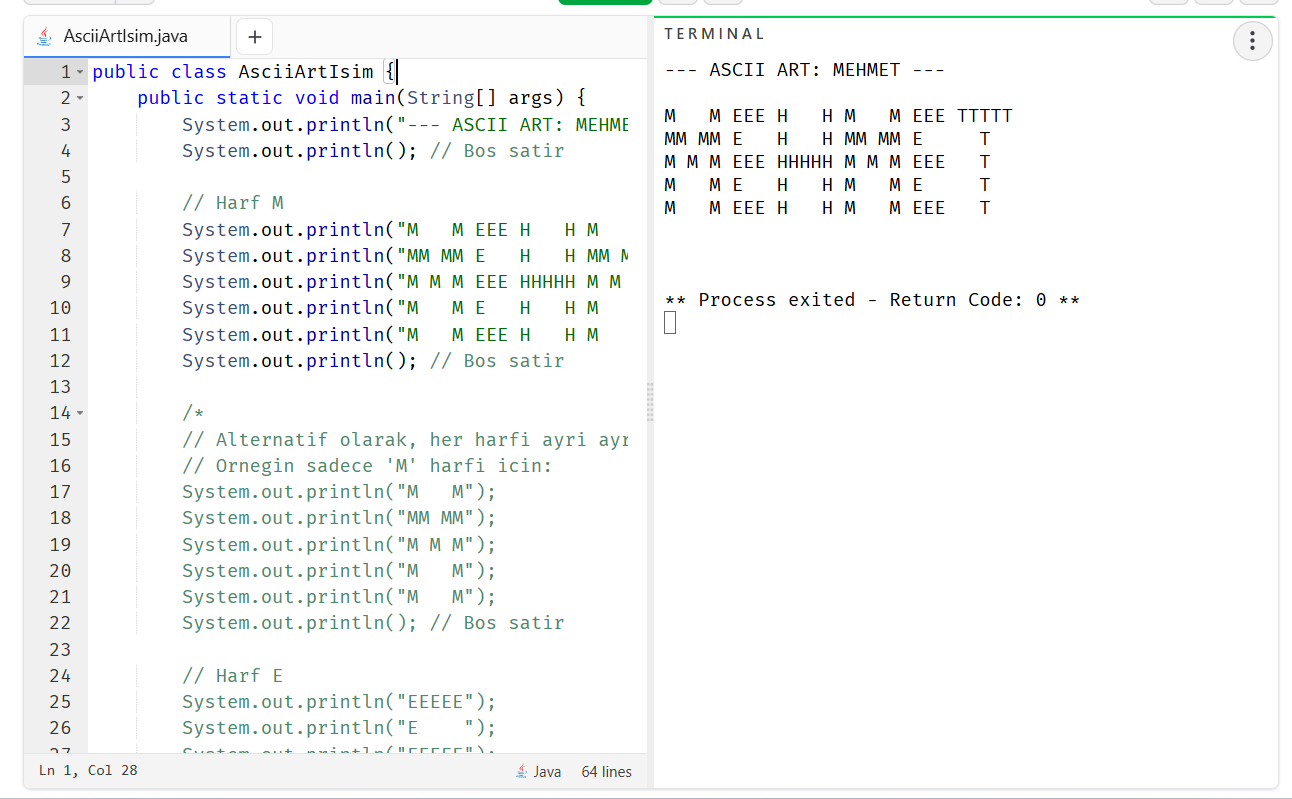 AsciiArtIsim.java
+
1 public class AsciiArtIsim {
2     public static void main(String[] args) {
3         System.out.println("--- ASCII ART: MEHME
4         System.out.println(); // Bos satir
5
6         // Harf M
7         System.out.println("M   M EEE H   H M
8         System.out.println("MM MM E   H   H MM M
9         System.out.println("M M M EEE HHHHH M M
10         System.out.println("M   M E   H   H M
11         System.out.println("M   M EEE H   H M
12         System.out.println(); // Bos satir
13
14         /*
15         // Alternatif olarak, her harfi ayri ayr
16         // Ornegin sadece 'M' harfi icin:
17         System.out.println("M   M");
18         System.out.println("MM MM");
19         System.out.println("M M M");
20         System.out.println("M   M");
21         System.out.println("M   M");
22         System.out.println(); // Bos satir
23
24         // Harf E
25         System.out.println("EEEEE");
26         System.out.println("E    ");
27         System.out.println("EEEEE");
Ln 1, Col 28
Java
64 lines
TERMINAL
--- ASCII ART: MEHMET ---
M   M EEE H   H M   M EEE TTTTT
MM MM E   H   H MM MM E     T
M M M EEE HHHHH M M M EEE   T
M   M E   H   H M   M E     T
M   M EEE H   H M   M EEE   T
** Process exited - Return Code: 0 **